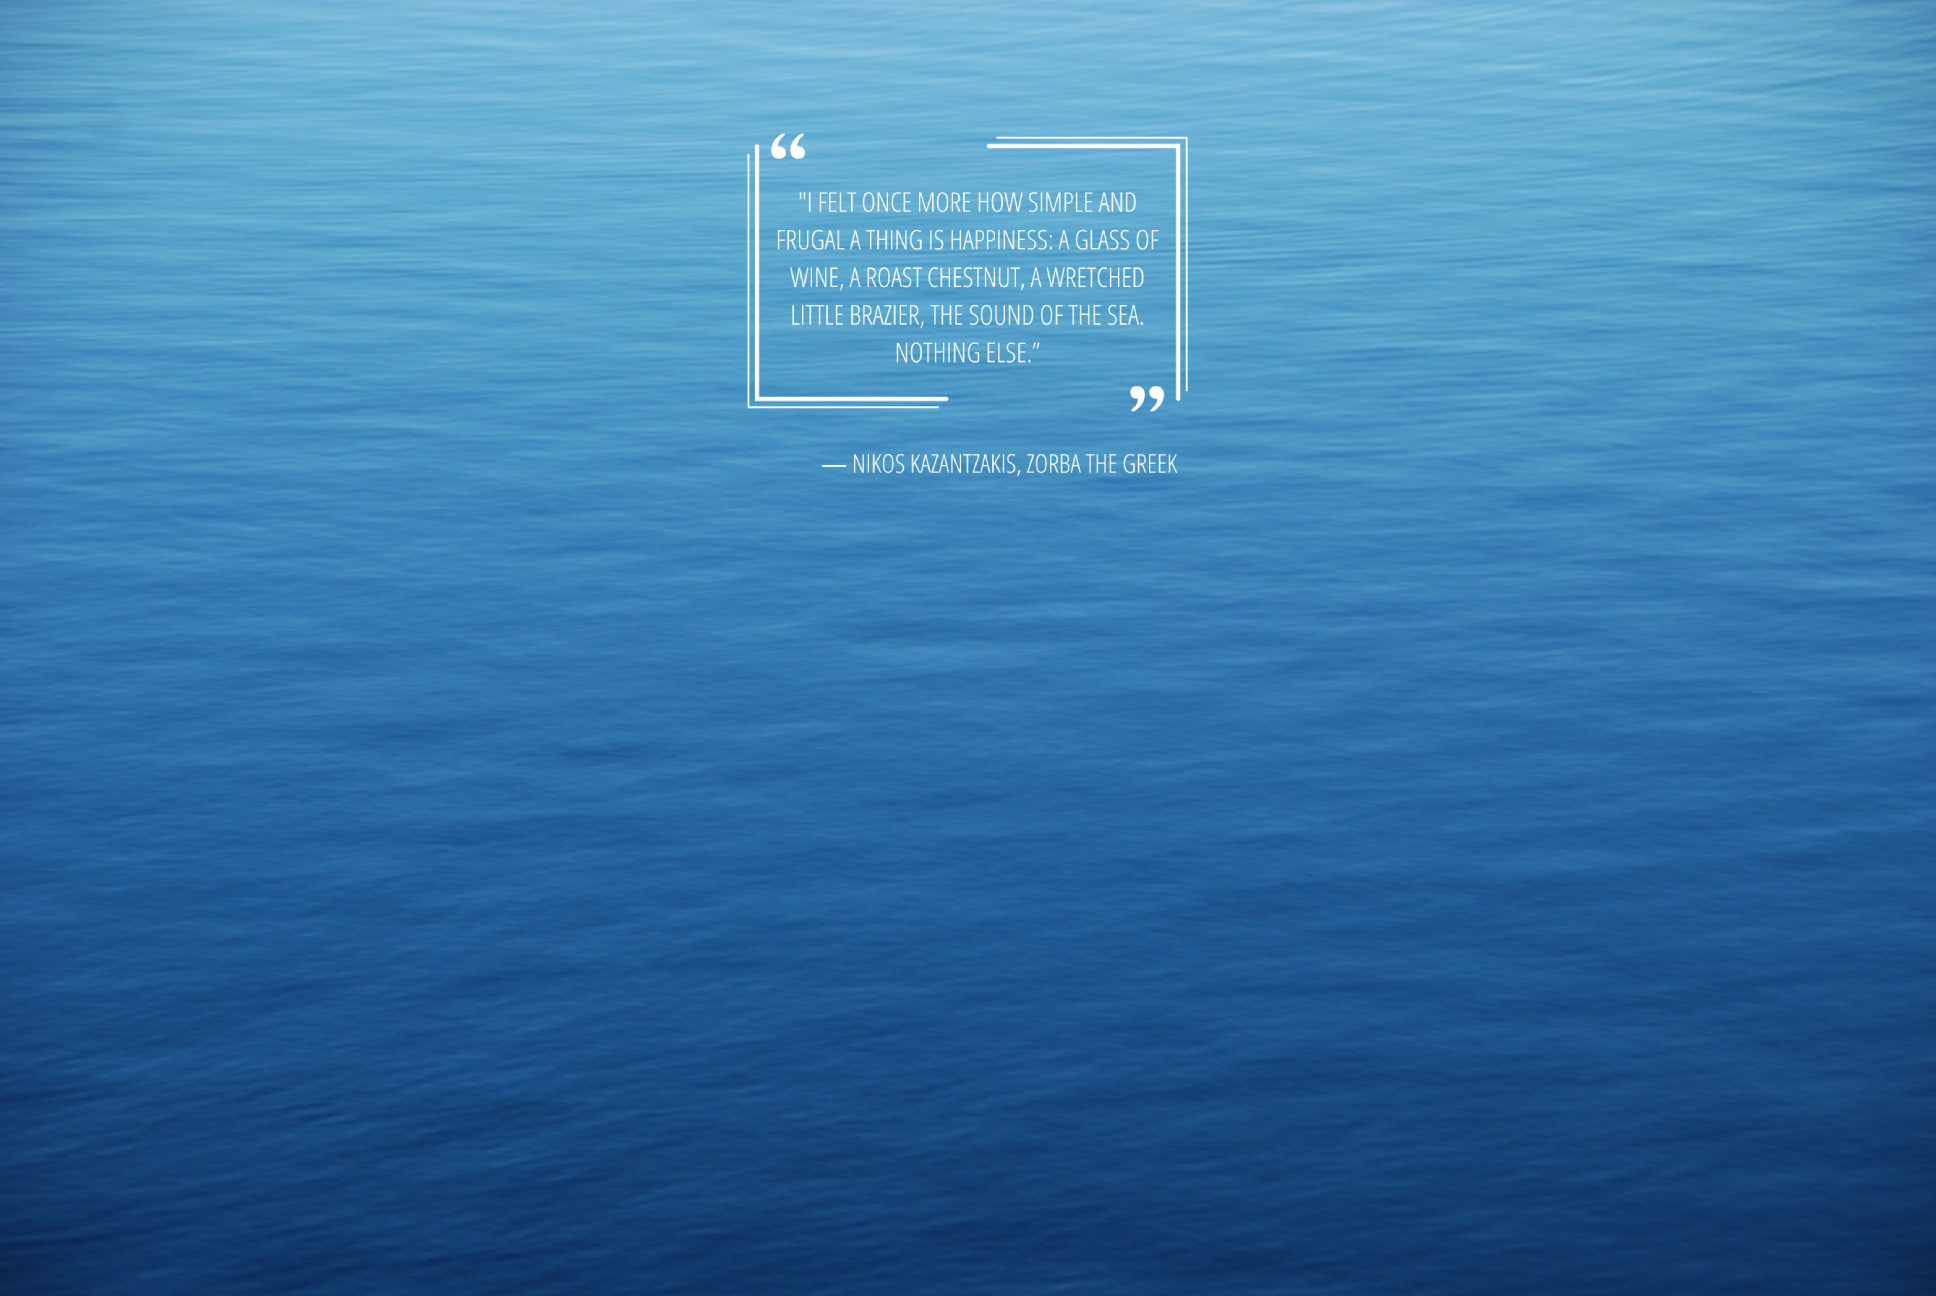 “
"I FELT ONCE MORE HOW SIMPLE AND
FRUGAL A THING IS HAPPINESS: A GLASS OF
WINE, A ROAST CHESTNUT, A WRETCHED
LITTLE BRAZIER, THE SOUND OF THE SEA.
NOTHING ELSE.”
”
— NIKOS KAZANTZAKIS, ZORBA THE GREEK